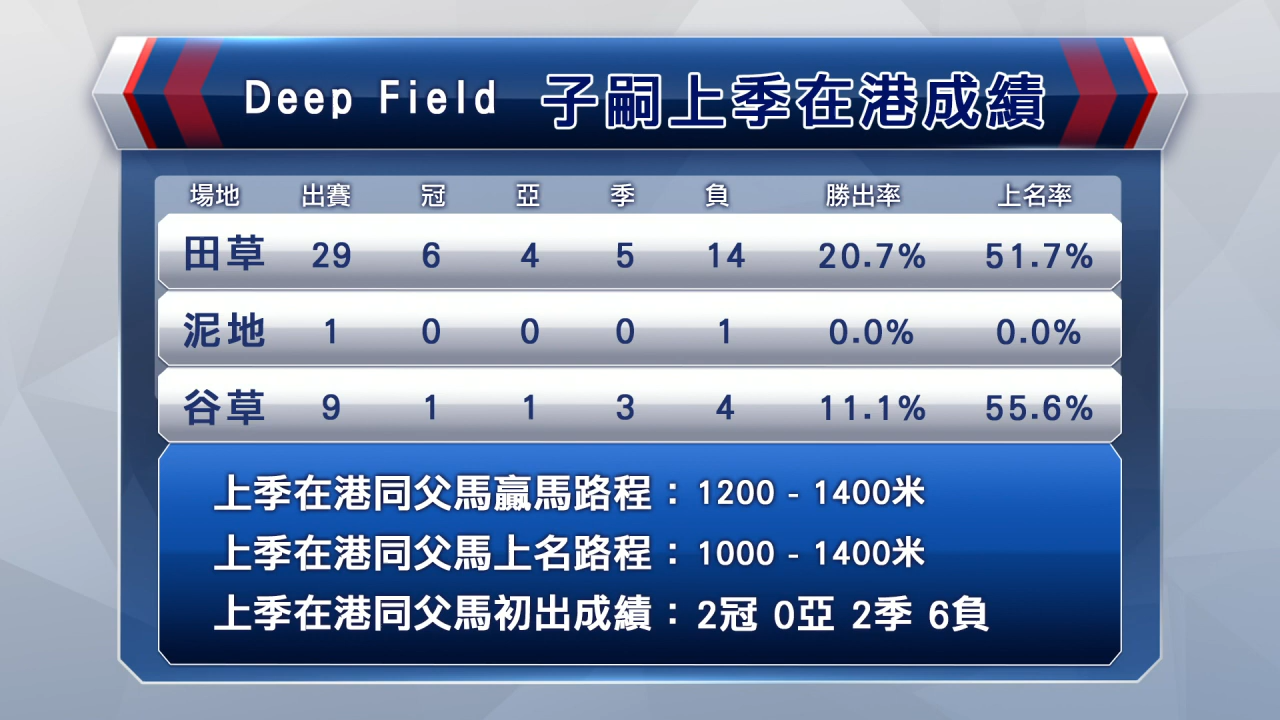 Deep Field 子嗣上季在港成績
場地 出賽 冠 亞 季 負 勝出率 上名率
田草 29 6 4 5 14 20.7% 51.7%
泥地 1 0 0 0 1 0.0% 0.0%
谷草 9 1 1 3 4 11.1% 55.6%
上季在港同父馬贏馬路程：1200 - 1400米
上季在港同父馬上名路程：1000 - 1400米
上季在港同父馬初出成績：2冠 0亞 2季 6負